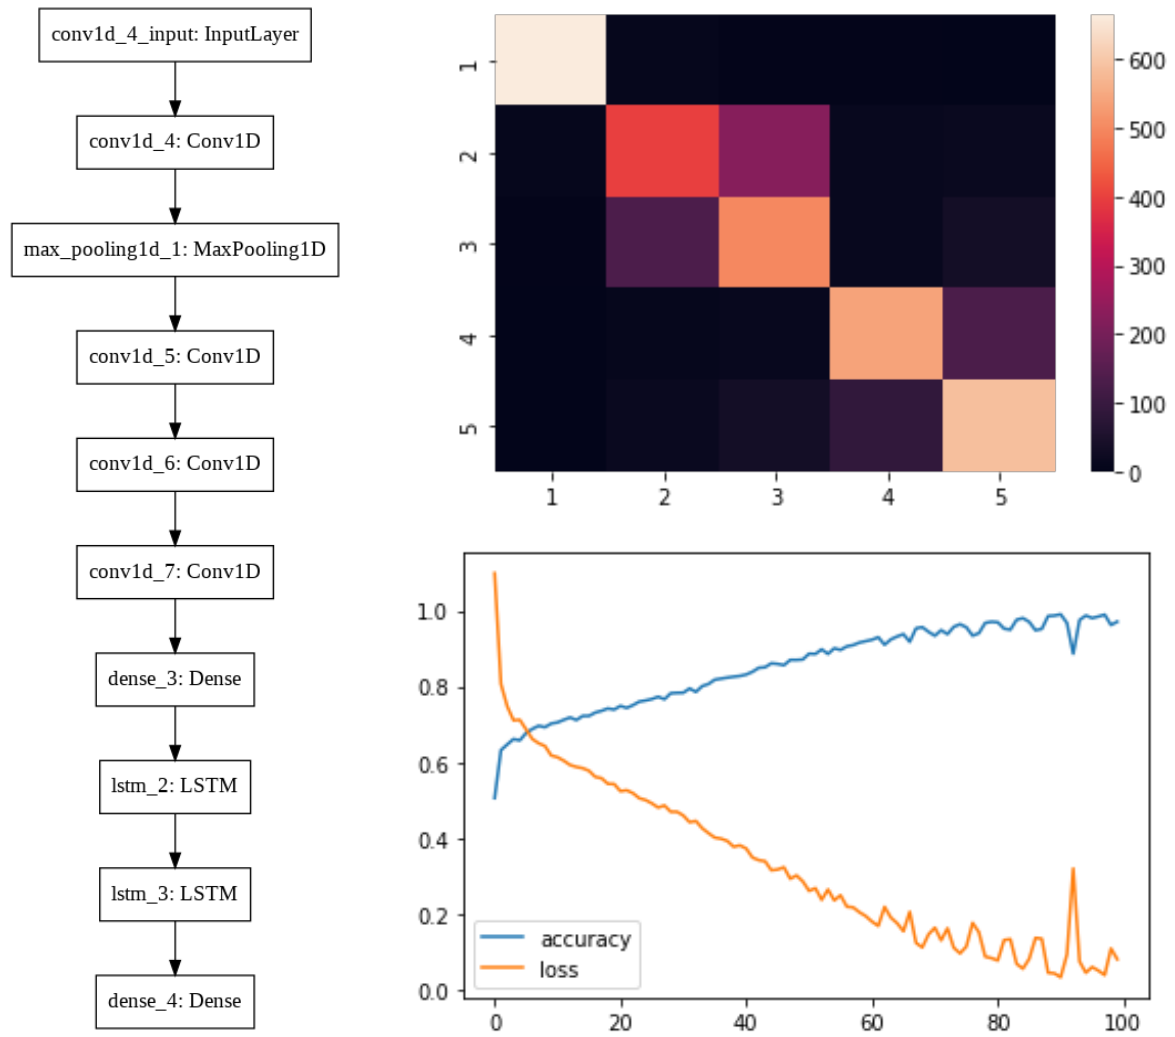 conv1d_4_input: InputLayer
conv1d_4: Conv1D
max_pooling1d_1: MaxPooling1D
conv1d_5: Conv1D
conv1d_6: Conv1D
conv1d_7: Conv1D
dense_3: Dense
lstm_2: LSTM
lstm_3: LSTM
dense_4: Dense
1
2
3
4
5
1 2 3 4 5
600
500
400
300
200
100
0
1.0
0.8
0.6
0.4
0.2
0.0
accuracy
loss
0 20 40 60 80 100